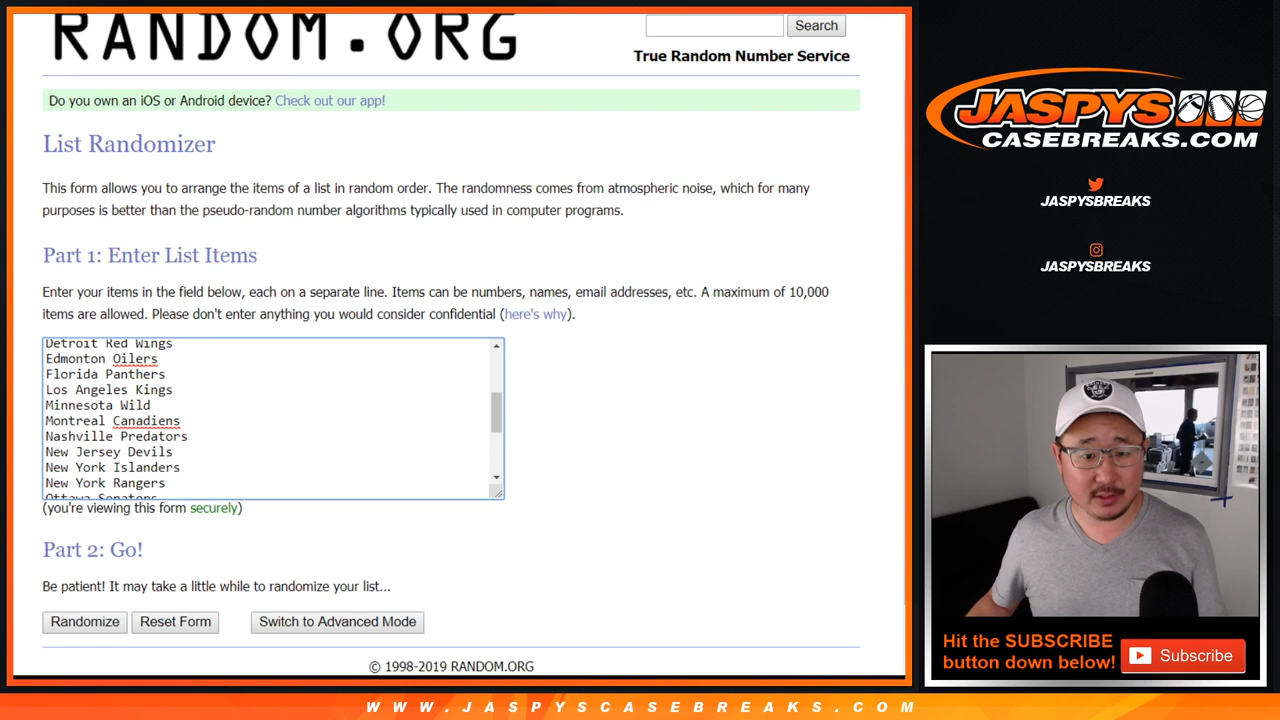 RANDOM.ORG
Search
True Random Number Service
Do you own an iOS or Android device? Check out our app!
List Randomizer
This form allows you to arrange the items of a list in random order. The randomness comes from atmospheric noise, which for many
purposes is better than the pseudo-random number algorithms typically used in computer programs.
Part 1: Enter List Items
Enter your items in the field below, each on a separate line. Items can be numbers, names, email addresses, etc. A maximum of 10,000
items are allowed. Please don't enter anything you would consider confidential (here's why).
Detroit Red Wings
Edmonton Oilers
Florida Panthers
Los Angeles Kings
Minnesota Wild
Montreal Canadiens
Nashville Predators
New Jersey Devils
New York Islanders
New York Rangers
Ottawa Senators
(you're viewing this form securely)
Part 2: Go!
Be patient! It may take a little while to randomize your list...
Randomize
Reset Form
Switch to Advanced Mode
© 1998-2019 RANDOM.ORG
JASPYS
CASEBREAKS.COM
JASPYSBREAKS
JASPYSBREAKS
Hit the SUBSCRIBE
button down below!
Subscribe
WWW.JASPYSCASEBREAKS.COM